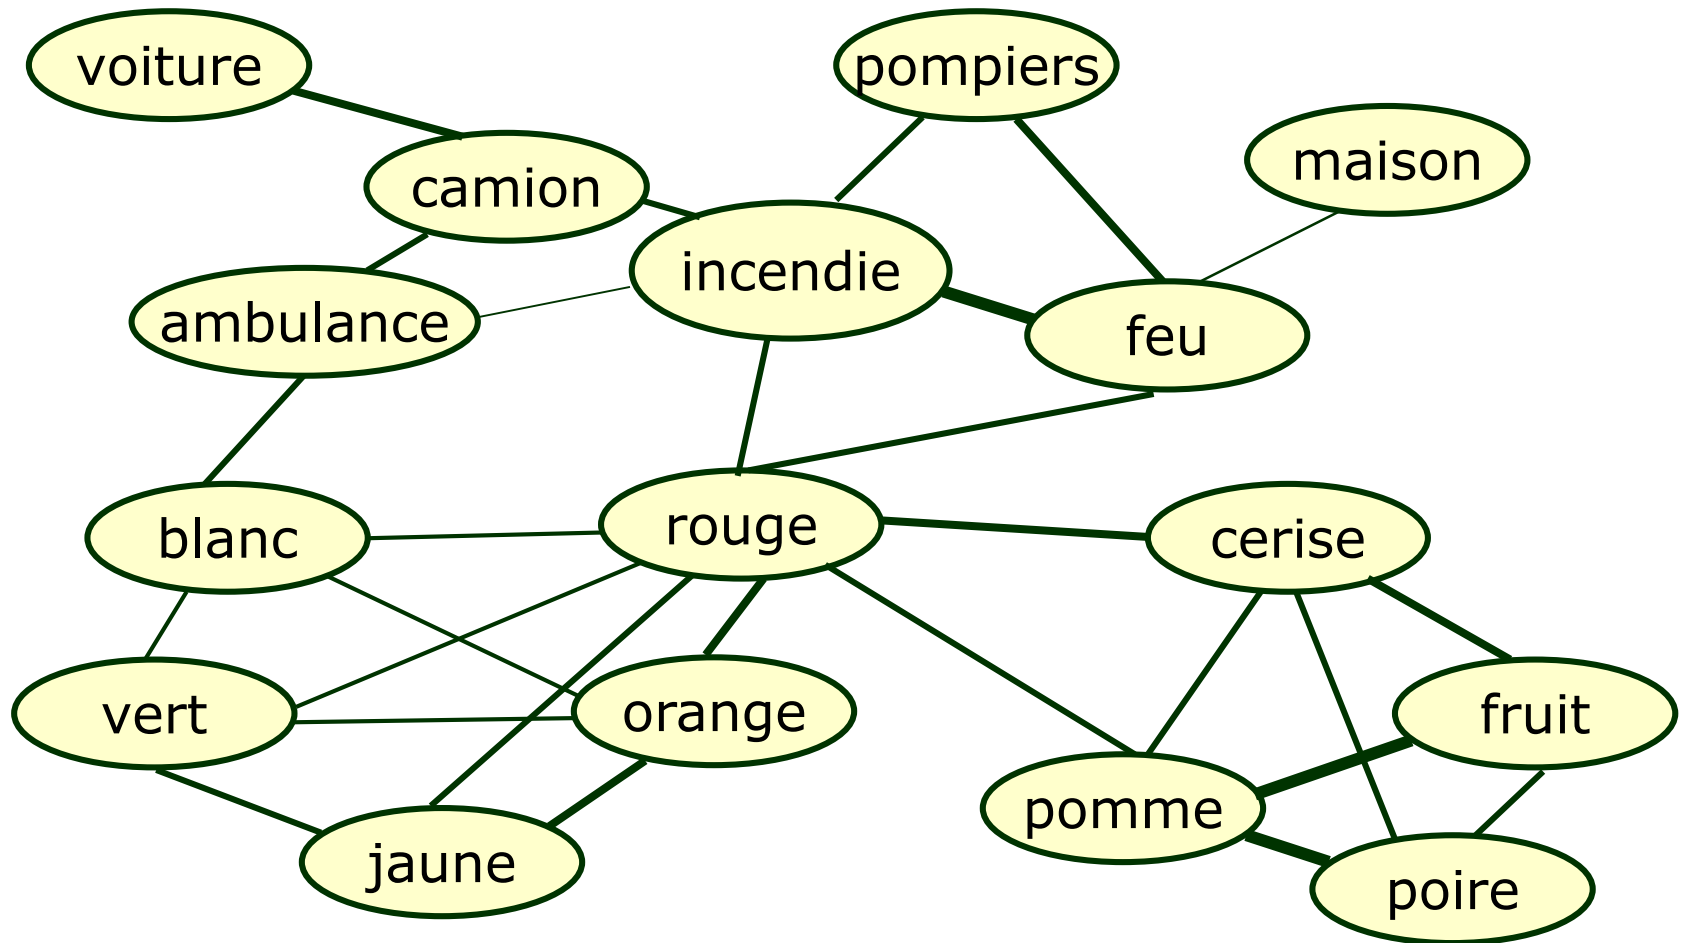 voiture
pompiers
maison
camion
incendie
ambulance
feu
rouge
blanc
cerise
vert
orange
fruit
pomme
jaune
poire